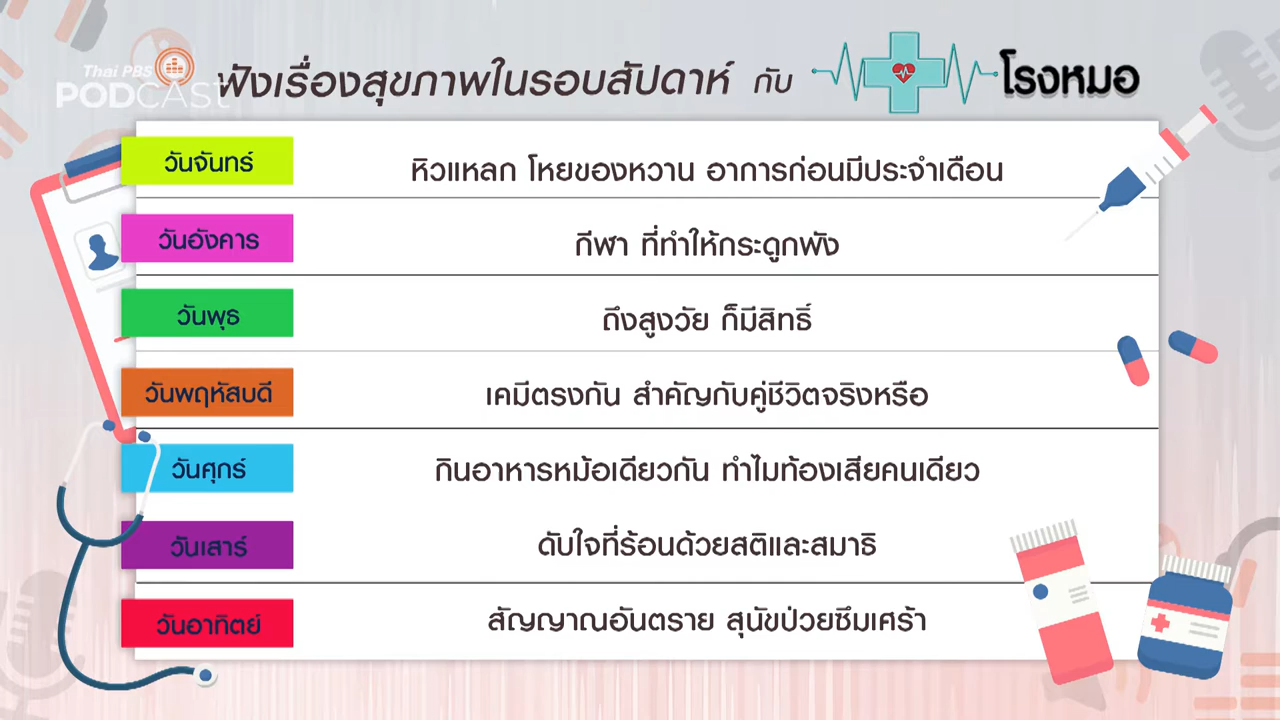 Thai PBS
PODCAST
ฟังเรื่องสุขภาพในรอบสัปดาห์ กับ โรงหมอ
วันจันทร์ หิวแหลก โหยของหวาน อาการก่อนมีประจำเดือน
วันอังคาร กีฬา ที่ทำให้กระดูกพัง
วันพุธ ถึงสูงวัย ก็มีสิทธิ์
วันพฤหัสบดี เคมีตรงกัน สำคัญกับคู่ชีวิตจริงหรือ
วันศุกร์ กินอาหารหม้อเดียวกัน ทำไมท้องเสียคนเดียว
วันเสาร์ ดับใจที่ร้อนด้วยสติและสมาธิ
วันอาทิตย์ สัญญาณอันตราย สุนัขป่วยซึมเศร้า